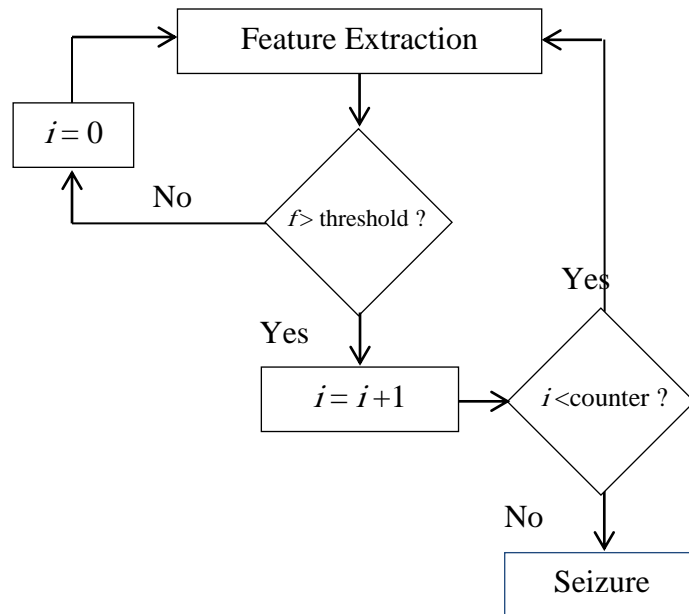 Feature Extraction
i = 0
No
f > threshold ?
Yes
Yes
i = i +1
i <counter ?
No
Seizure